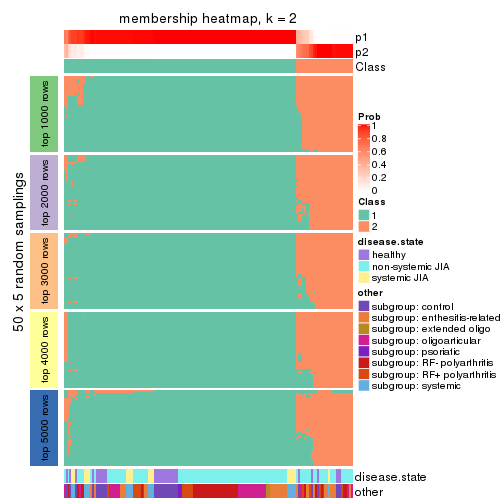 membership heatmap, k = 2
p1
p2
Class
50 x 5 random samplings
top 1000 rows
top 2000 rows
top 3000 rows
top 4000 rows
top 5000 rows
disease.state
other
Prob
1
0.8
0.6
0.4
0.2
0
Class
1
2
disease.state
healthy
non-systemic JIA
systemic JIA
other
subgroup: control
subgroup: enthesitis-related
subgroup: extended oligo
subgroup: oligoarticular
subgroup: psoriatic
subgroup: RF- polyarthritis
subgroup: RF+ polyarthritis
subgroup: systemic